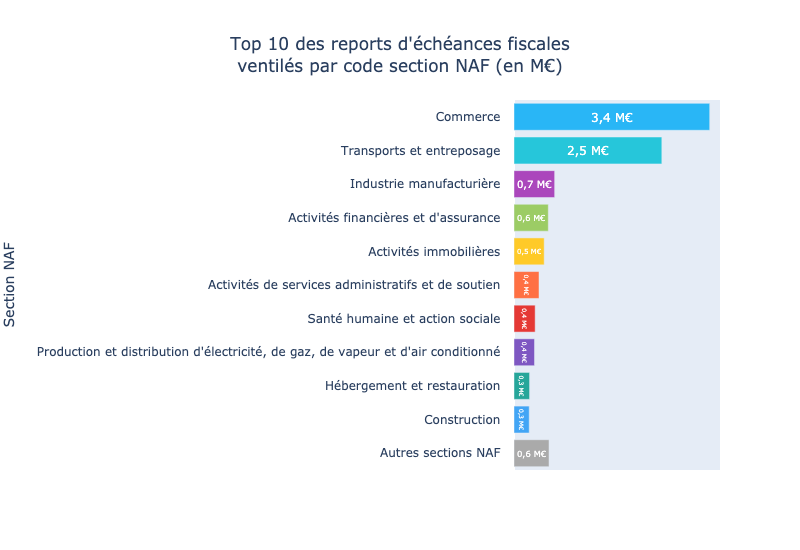 Top 10 des reports d'échéances fiscales
ventilés par code section NAF (en M€)
Section NAF
Commerce 3,4 M€
Transports et entreposage 2,5 M€
Industrie manufacturière 0,7 M€
Activités financières et d'assurance 0,6 M€
Activités immobilières 0,5 M€
Activités de services administratifs et de soutien 0,4 M€
Santé humaine et action sociale 0,4 M€
Production et distribution d'électricité, de gaz, de vapeur et d'air conditionné 0,4 M€
Hébergement et restauration 0,3 M€
Construction 0,3 M€
Autres sections NAF 0,6 M€